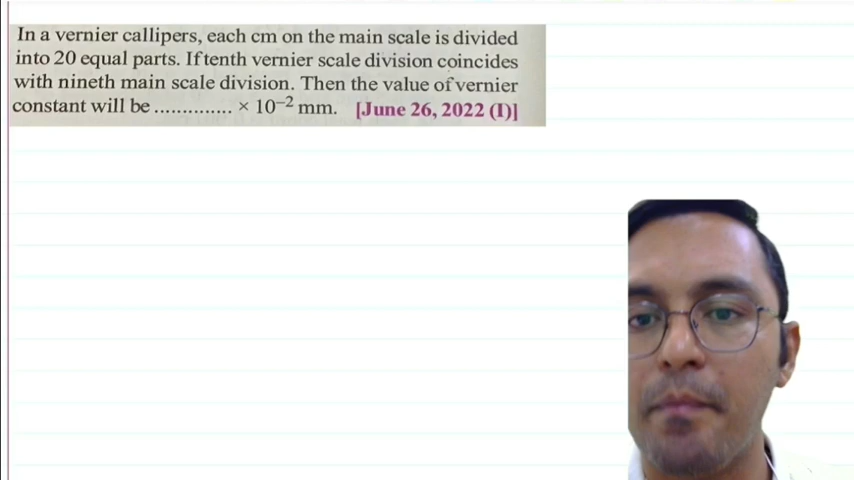 In a vernier callipers, each cm on the main scale is divided
into 20 equal parts. If tenth vernier scale division coincides
with nineth main scale division. Then the value of vernier
constant will be ............. × 10⁻² mm. [June 26, 2022 (I)]